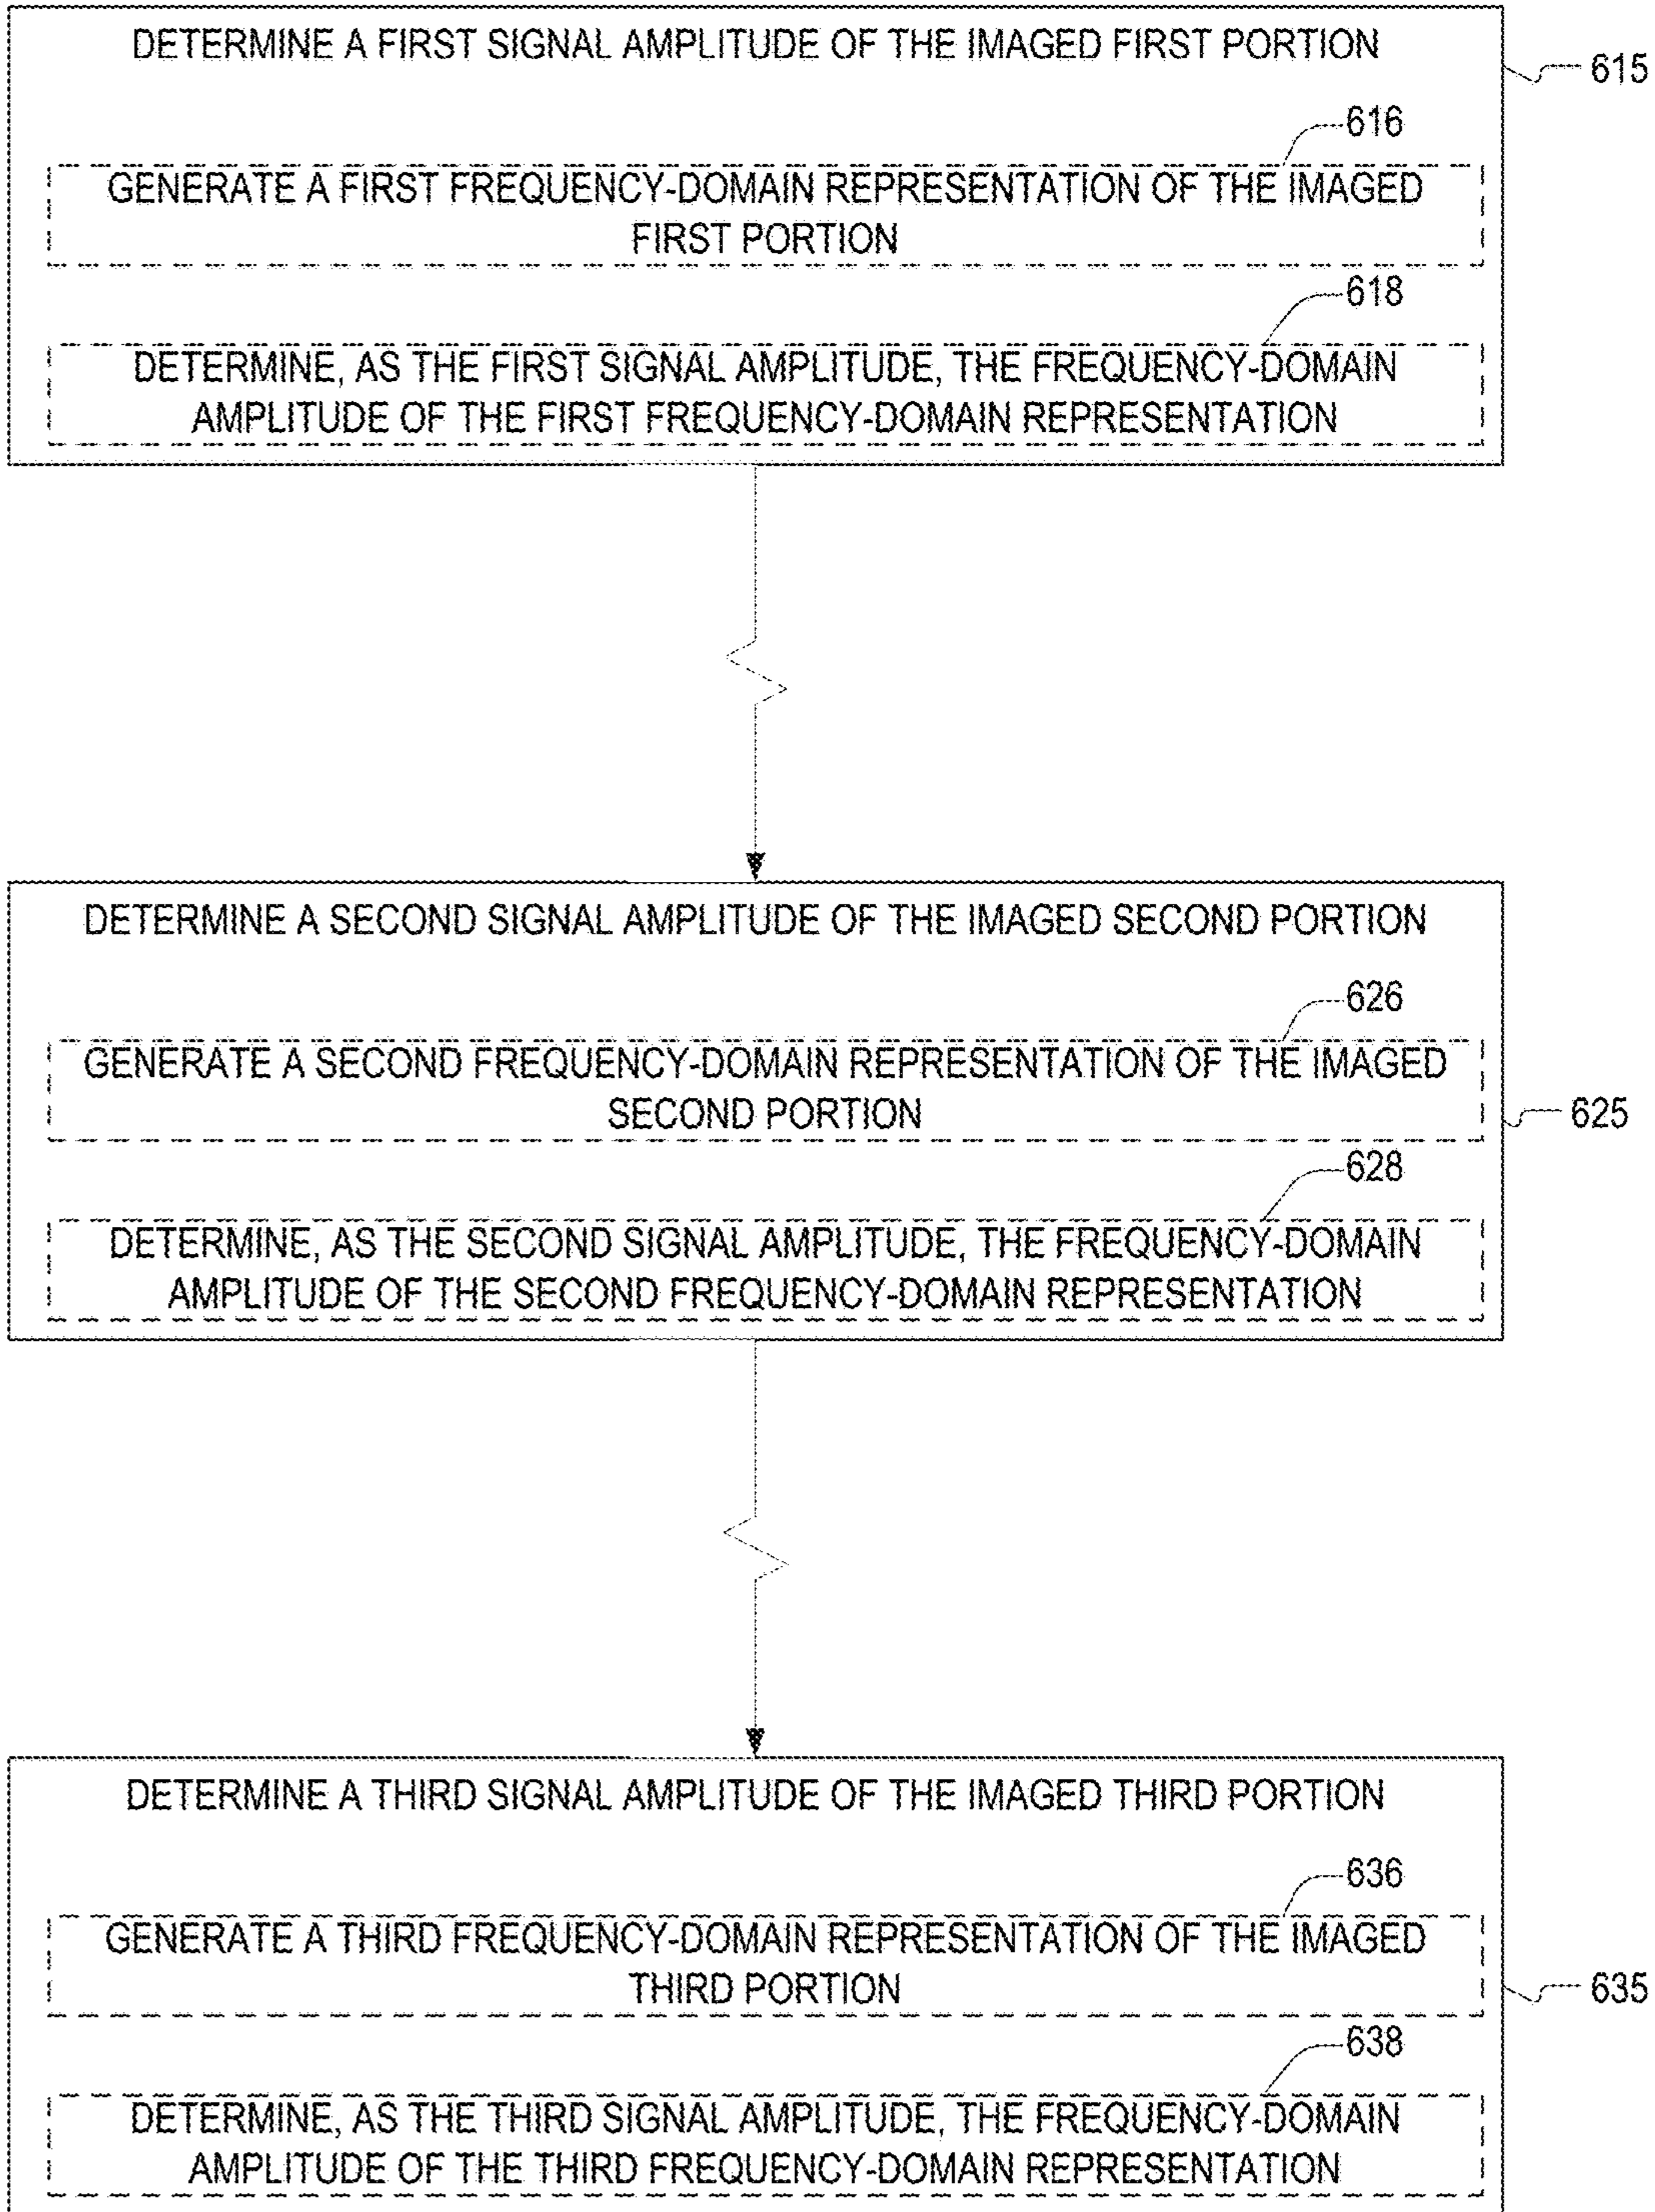 DETERMINE A FIRST SIGNAL AMPLITUDE OF THE IMAGED FIRST PORTION
615
616
GENERATE A FIRST FREQUENCY-DOMAIN REPRESENTATION OF THE IMAGED
FIRST PORTION
618
DETERMINE, AS THE FIRST SIGNAL AMPLITUDE, THE FREQUENCY-DOMAIN
AMPLITUDE OF THE FIRST FREQUENCY-DOMAIN REPRESENTATION
DETERMINE A SECOND SIGNAL AMPLITUDE OF THE IMAGED SECOND PORTION
626
GENERATE A SECOND FREQUENCY-DOMAIN REPRESENTATION OF THE IMAGED
SECOND PORTION
625
628
DETERMINE, AS THE SECOND SIGNAL AMPLITUDE, THE FREQUENCY-DOMAIN
AMPLITUDE OF THE SECOND FREQUENCY-DOMAIN REPRESENTATION
DETERMINE A THIRD SIGNAL AMPLITUDE OF THE IMAGED THIRD PORTION
636
GENERATE A THIRD FREQUENCY-DOMAIN REPRESENTATION OF THE IMAGED
THIRD PORTION
635
638
DETERMINE, AS THE THIRD SIGNAL AMPLITUDE, THE FREQUENCY-DOMAIN
AMPLITUDE OF THE THIRD FREQUENCY-DOMAIN REPRESENTATION